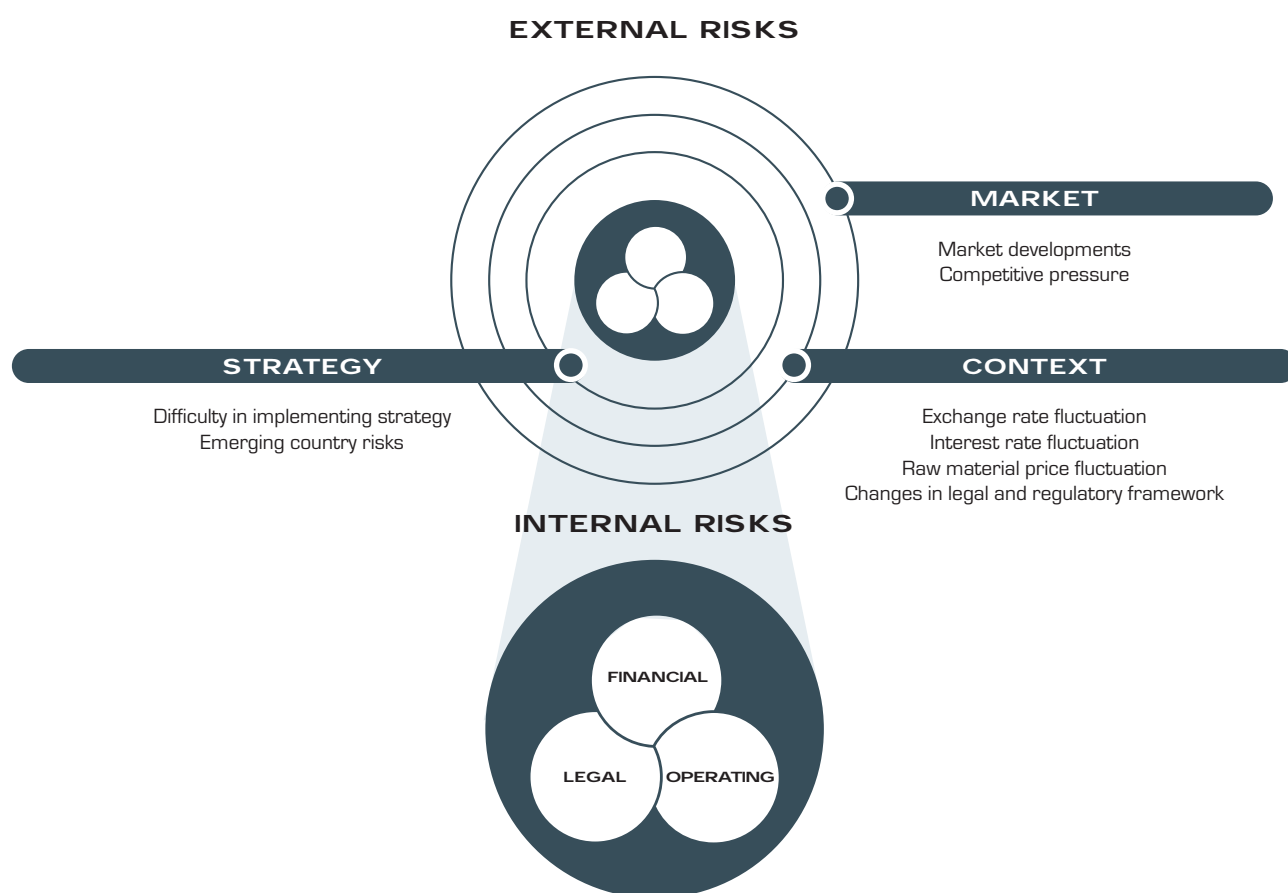 EXTERNAL RISKS
MARKET
Market developments
Competitive pressure
STRATEGY
Difficulty in implementing strategy
Emerging country risks
CONTEXT
Exchange rate fluctuation
Interest rate fluctuation
Raw material price fluctuation
Changes in legal and regulatory framework
INTERNAL RISKS
FINANCIAL
LEGAL
OPERATING